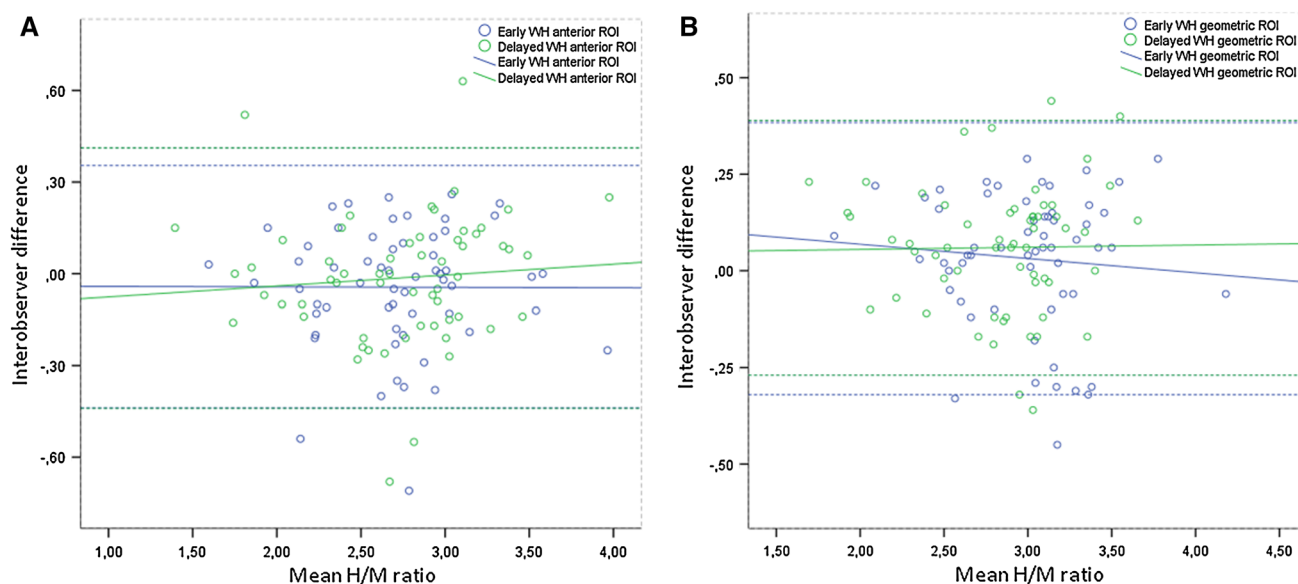 A
Early WH anterior ROI
Delayed WH anterior ROI
Early WH anterior ROI
Delayed WH anterior ROI
,60
,30
,00
-,30
-,60
Interobserver difference
1,00 1,50 2,00 2,50 3,00 3,50 4,00
Mean H/M ratio
B
Early WH geometric ROI
Delayed WH geometric ROI
Early WH geometric ROI
Delayed WH geometric ROI
,50
,25
,00
-,25
-,50
Interobserver difference
1,50 2,00 2,50 3,00 3,50 4,00 4,50
Mean H/M ratio